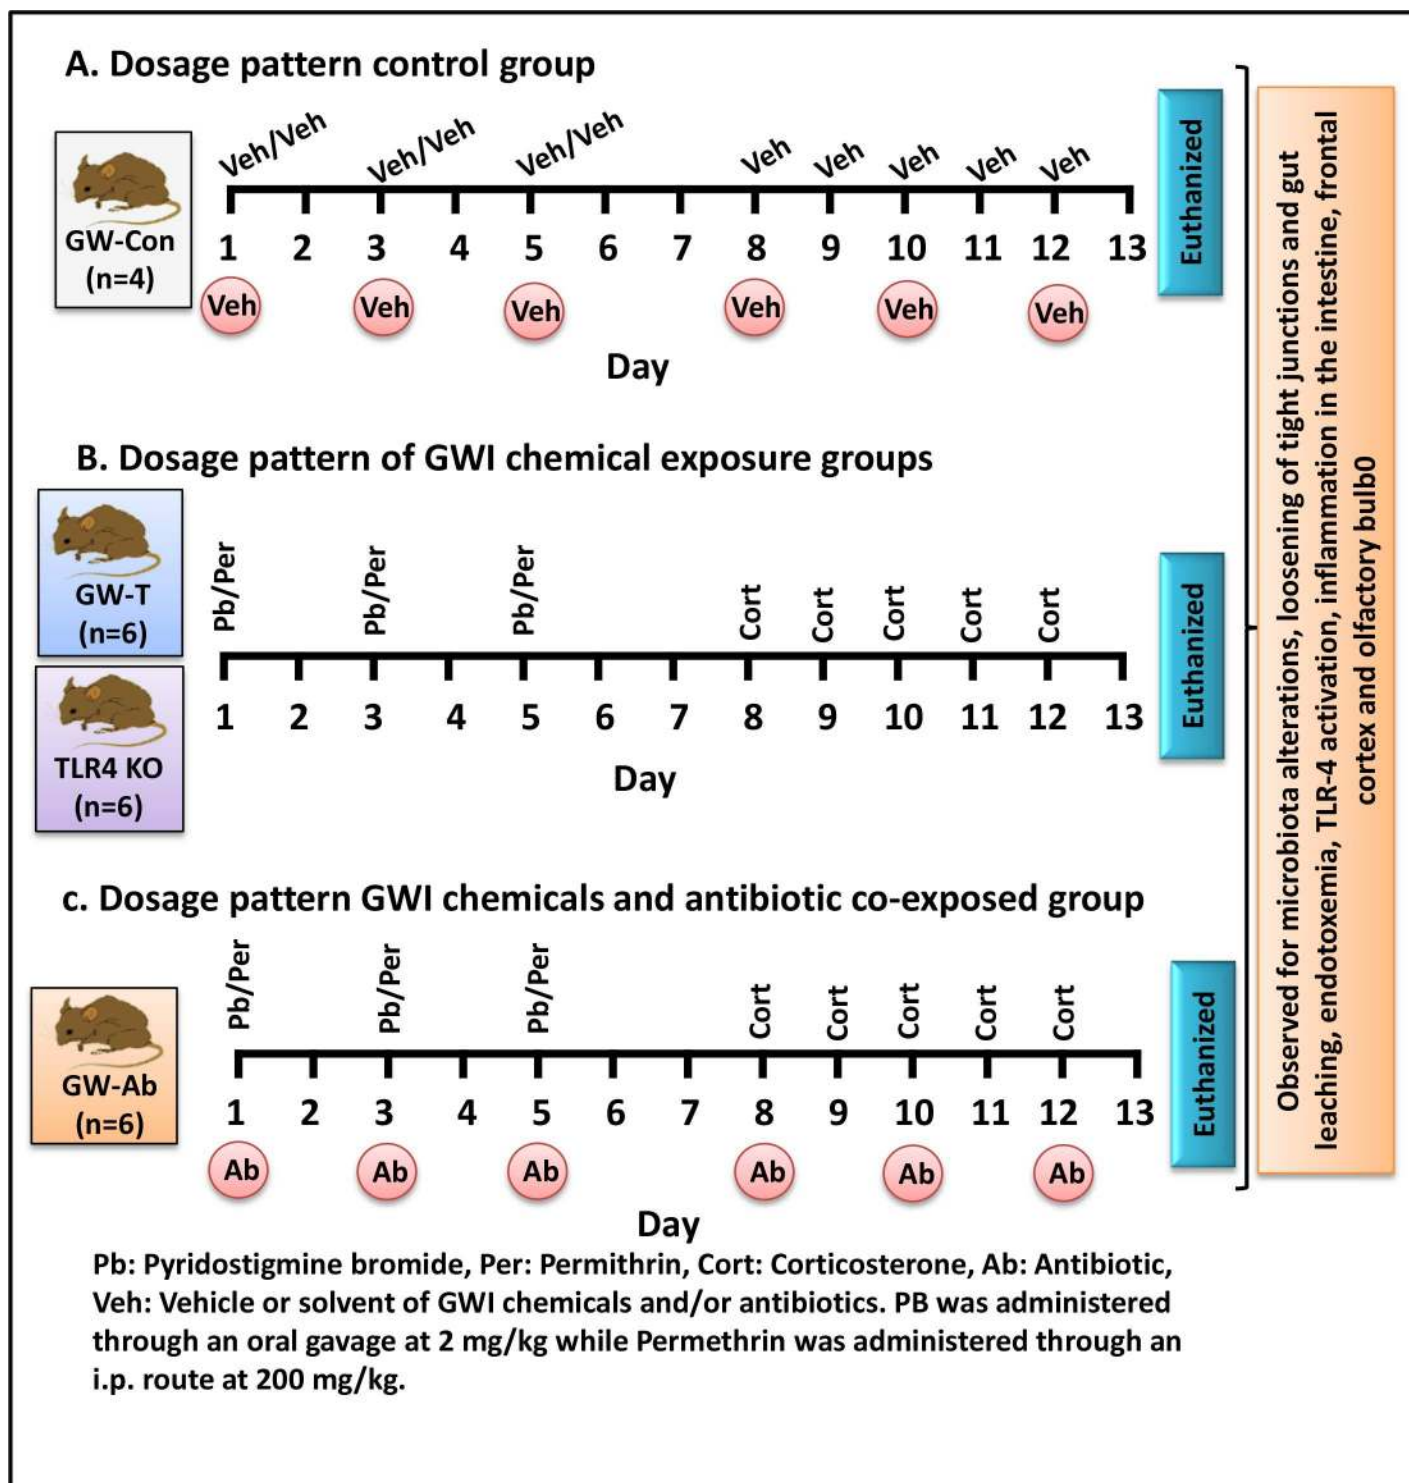 A. Dosage pattern control group
GW-Con
(n=4)
Veh/Veh Veh/Veh Veh/Veh Veh Veh Veh Veh Veh
1 2 3 4 5 6 7 8 9 10 11 12 13
Veh Veh Veh Veh Veh Veh
Day
Euthanized
B. Dosage pattern of GWI chemical exposure groups
GW-T
(n=6)
TLR4 KO
(n=6)
Pb/Per Pb/Per Pb/Per Cort Cort Cort Cort Cort
1 2 3 4 5 6 7 8 9 10 11 12 13
Day
Euthanized
c. Dosage pattern GWI chemicals and antibiotic co-exposed group
GW-Ab
(n=6)
Pb/Per Pb/Per Pb/Per Cort Cort Cort Cort Cort
1 2 3 4 5 6 7 8 9 10 11 12 13
Ab Ab Ab Ab Ab Ab
Day
Euthanized
Observed for microbiota alterations, loosening of tight junctions and gut
leaching, endotoxemia, TLR-4 activation, inflammation in the intestine, frontal
cortex and olfactory bulb0
Pb: Pyridostigmine bromide, Per: Permithrin, Cort: Corticosterone, Ab: Antibiotic,
Veh: Vehicle or solvent of GWI chemicals and/or antibiotics. PB was administered
through an oral gavage at 2 mg/kg while Permethrin was administered through an
i.p. route at 200 mg/kg.